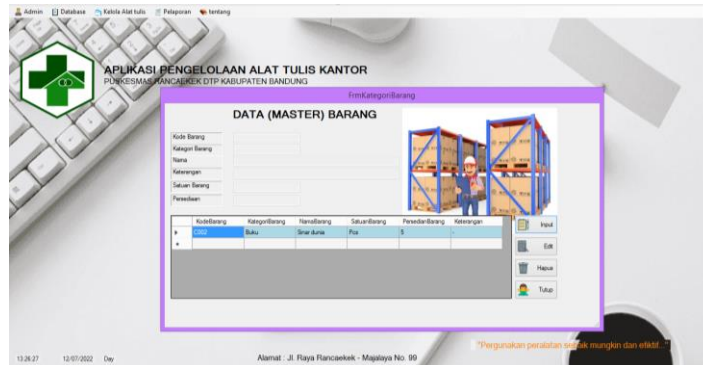 Admin Database Kelola Alat tulis Pelaporan tentang
APLIKASI PENGELOLAAN ALAT TULIS KANTOR
PUSKESMAS RANCAEKEK DTP KABUPATEN BANDUNG
FrmKategoriBarang
DATA (MASTER) BARANG
Kode Barang
Kategori Barang
Nama
Keterangan
Satuan Barang
Persediaan
KodeBarang KategoriBarang NamaBarang SatuanBarang PersedianBarang Keterangan
C002 Buku Sinar dunia Pcs 5 -
Input
Edit
Hapus
Tutup
"Pergunakan peralatan sebaik mungkin dan efiktif..."
13:26:27 12/07/2022 Day Alamat : Jl. Raya Rancaekek - Majalaya No. 99